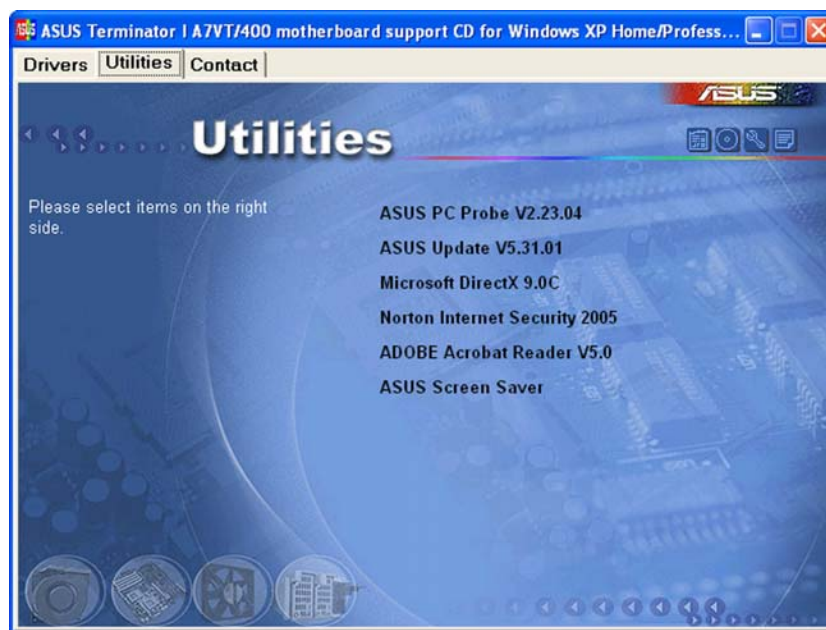 ASUS Terminator I A7VT/400 motherboard support CD for Windows XP Home/Profess...
Drivers Utilities Contact
ASUS
Utilities
Please select items on the right
side.
ASUS PC Probe V2.23.04
ASUS Update V5.31.01
Microsoft DirectX 9.0C
Norton Internet Security 2005
ADOBE Acrobat Reader V5.0
ASUS Screen Saver